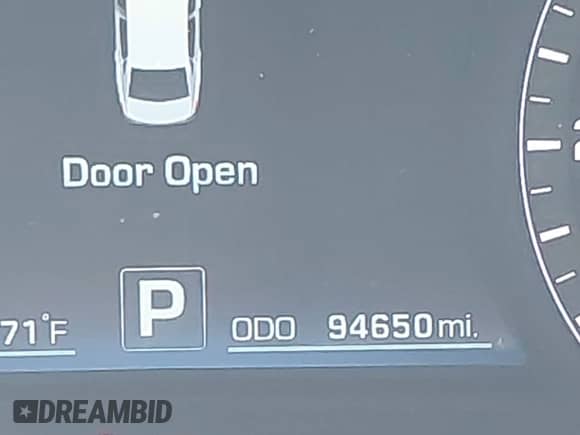 Door Open
71°F P ODO 94650 mi.
DREAMBID